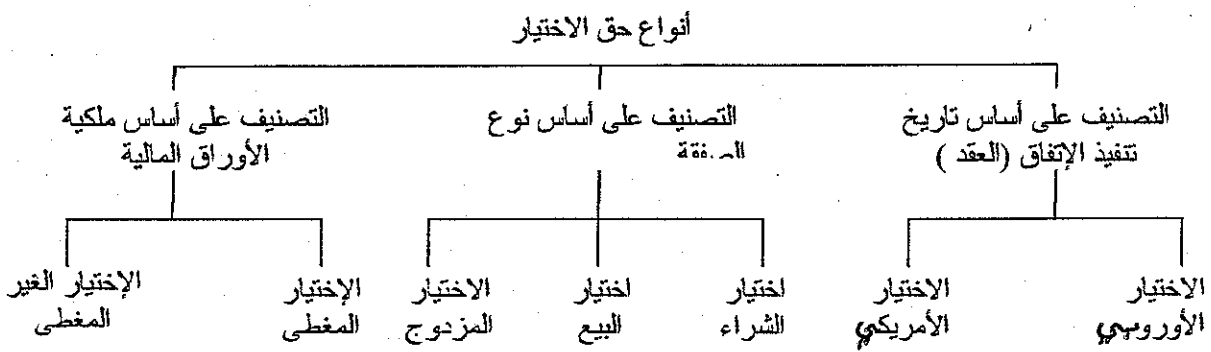 أنواع حق الاختيار
التصنيف على أساس تاريخ
تنفيذ الإتفاق (العقد )
التصنيف على أساس نوع
التصنيف على أساس ملكية
الأوراق المالية
الاختيار
الأوروبي
الاختيار
الأمريكي
اختيار
الشراء
اختيار
البيع
الاختيار
المزدوج
الإختيار
المغطى
الإختيار الغير
المغطى